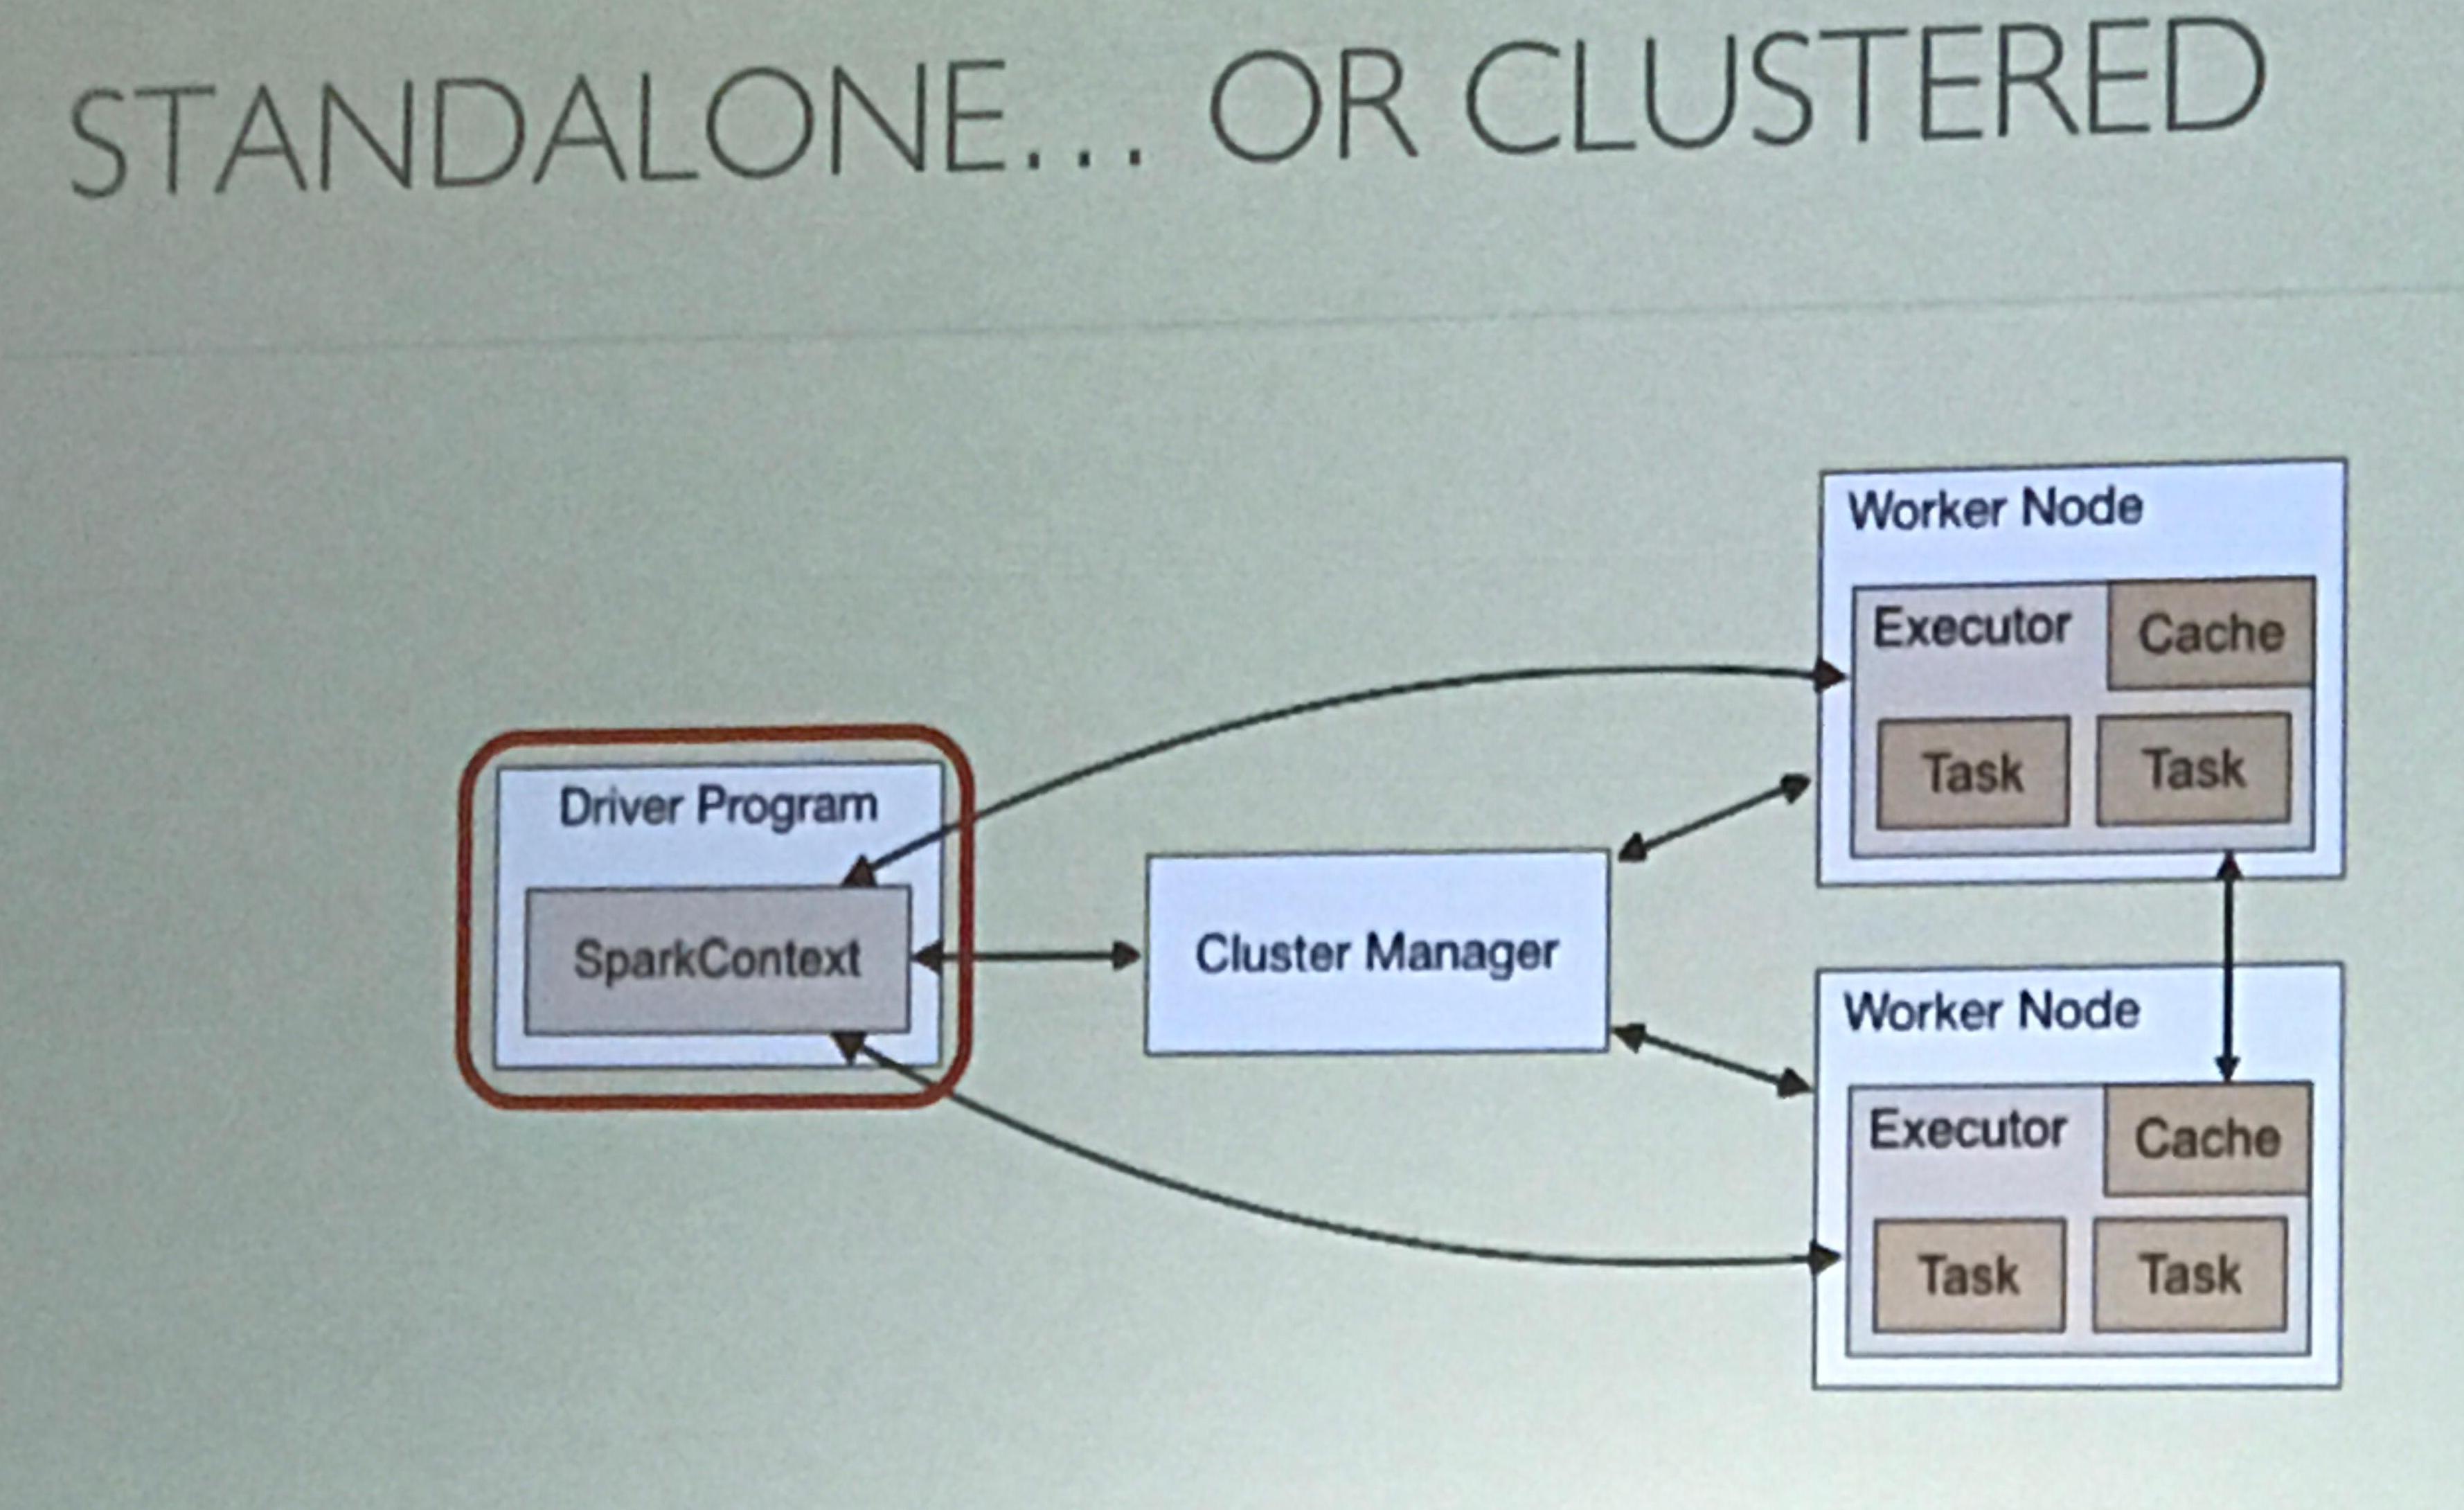 STANDALONE... OR CLUSTERED
Driver Program
SparkContext
Cluster Manager
Worker Node
Executor
Cache
Task
Task
Worker Node
Executor
Cache
Task
Task